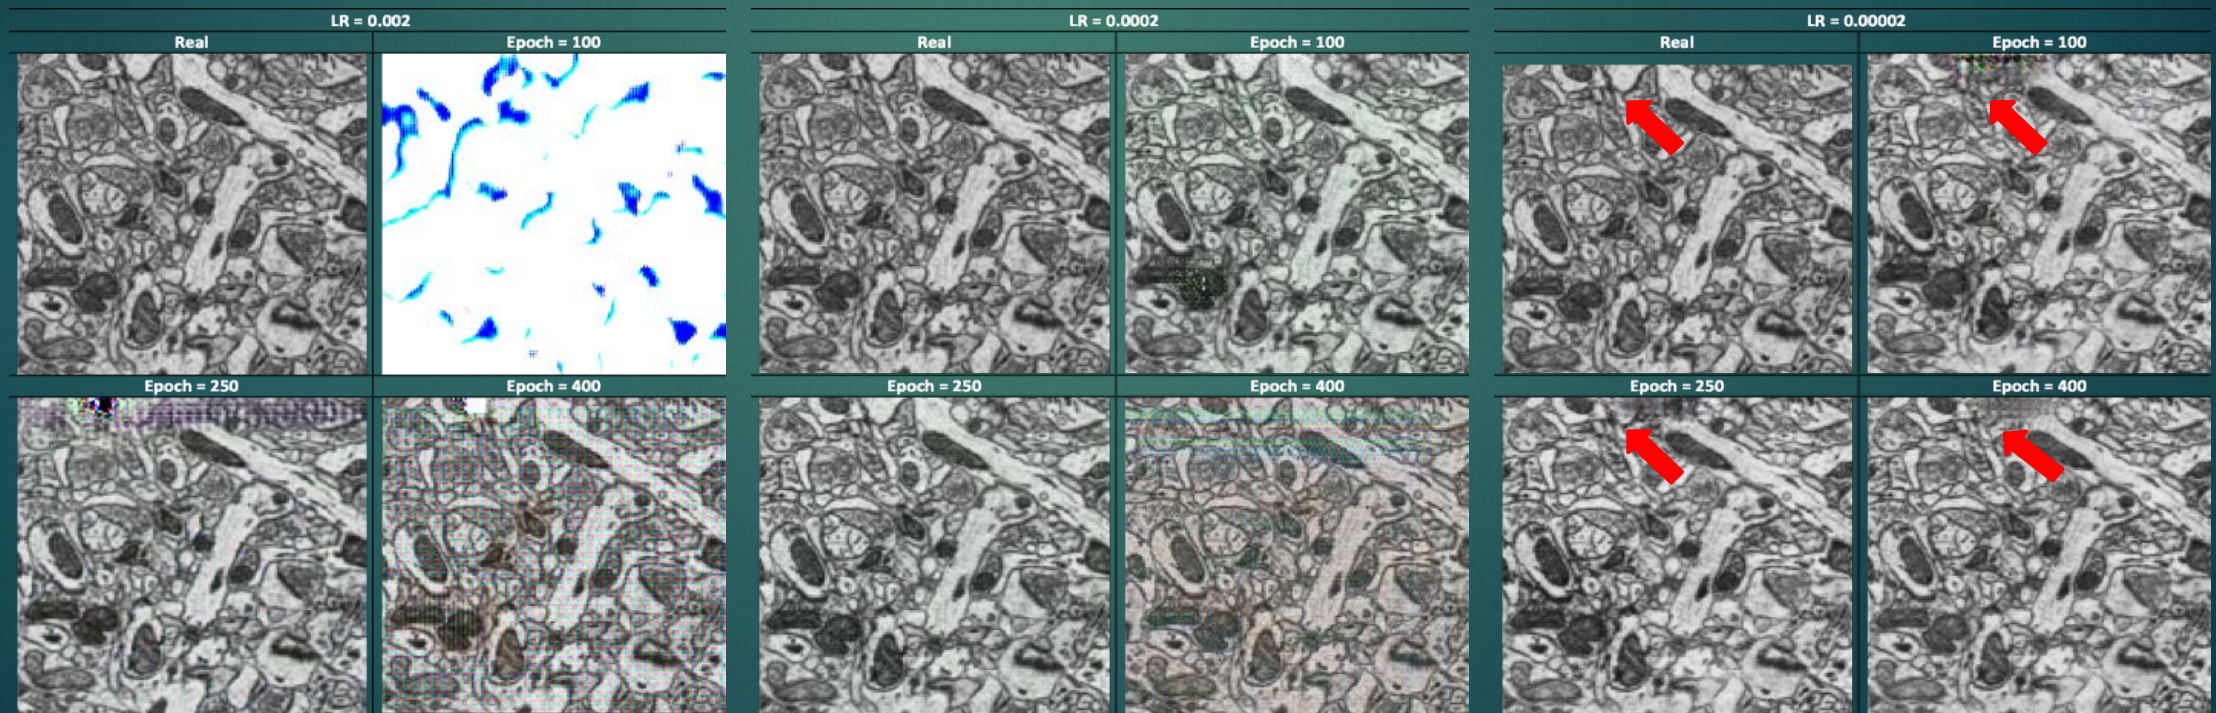 LR = 0.002
Real
Epoch = 100
Epoch = 250
Epoch = 400
LR = 0.0002
Real
Epoch = 100
Epoch = 250
Epoch = 400
LR = 0.00002
Real
Epoch = 100
Epoch = 250
Epoch = 400